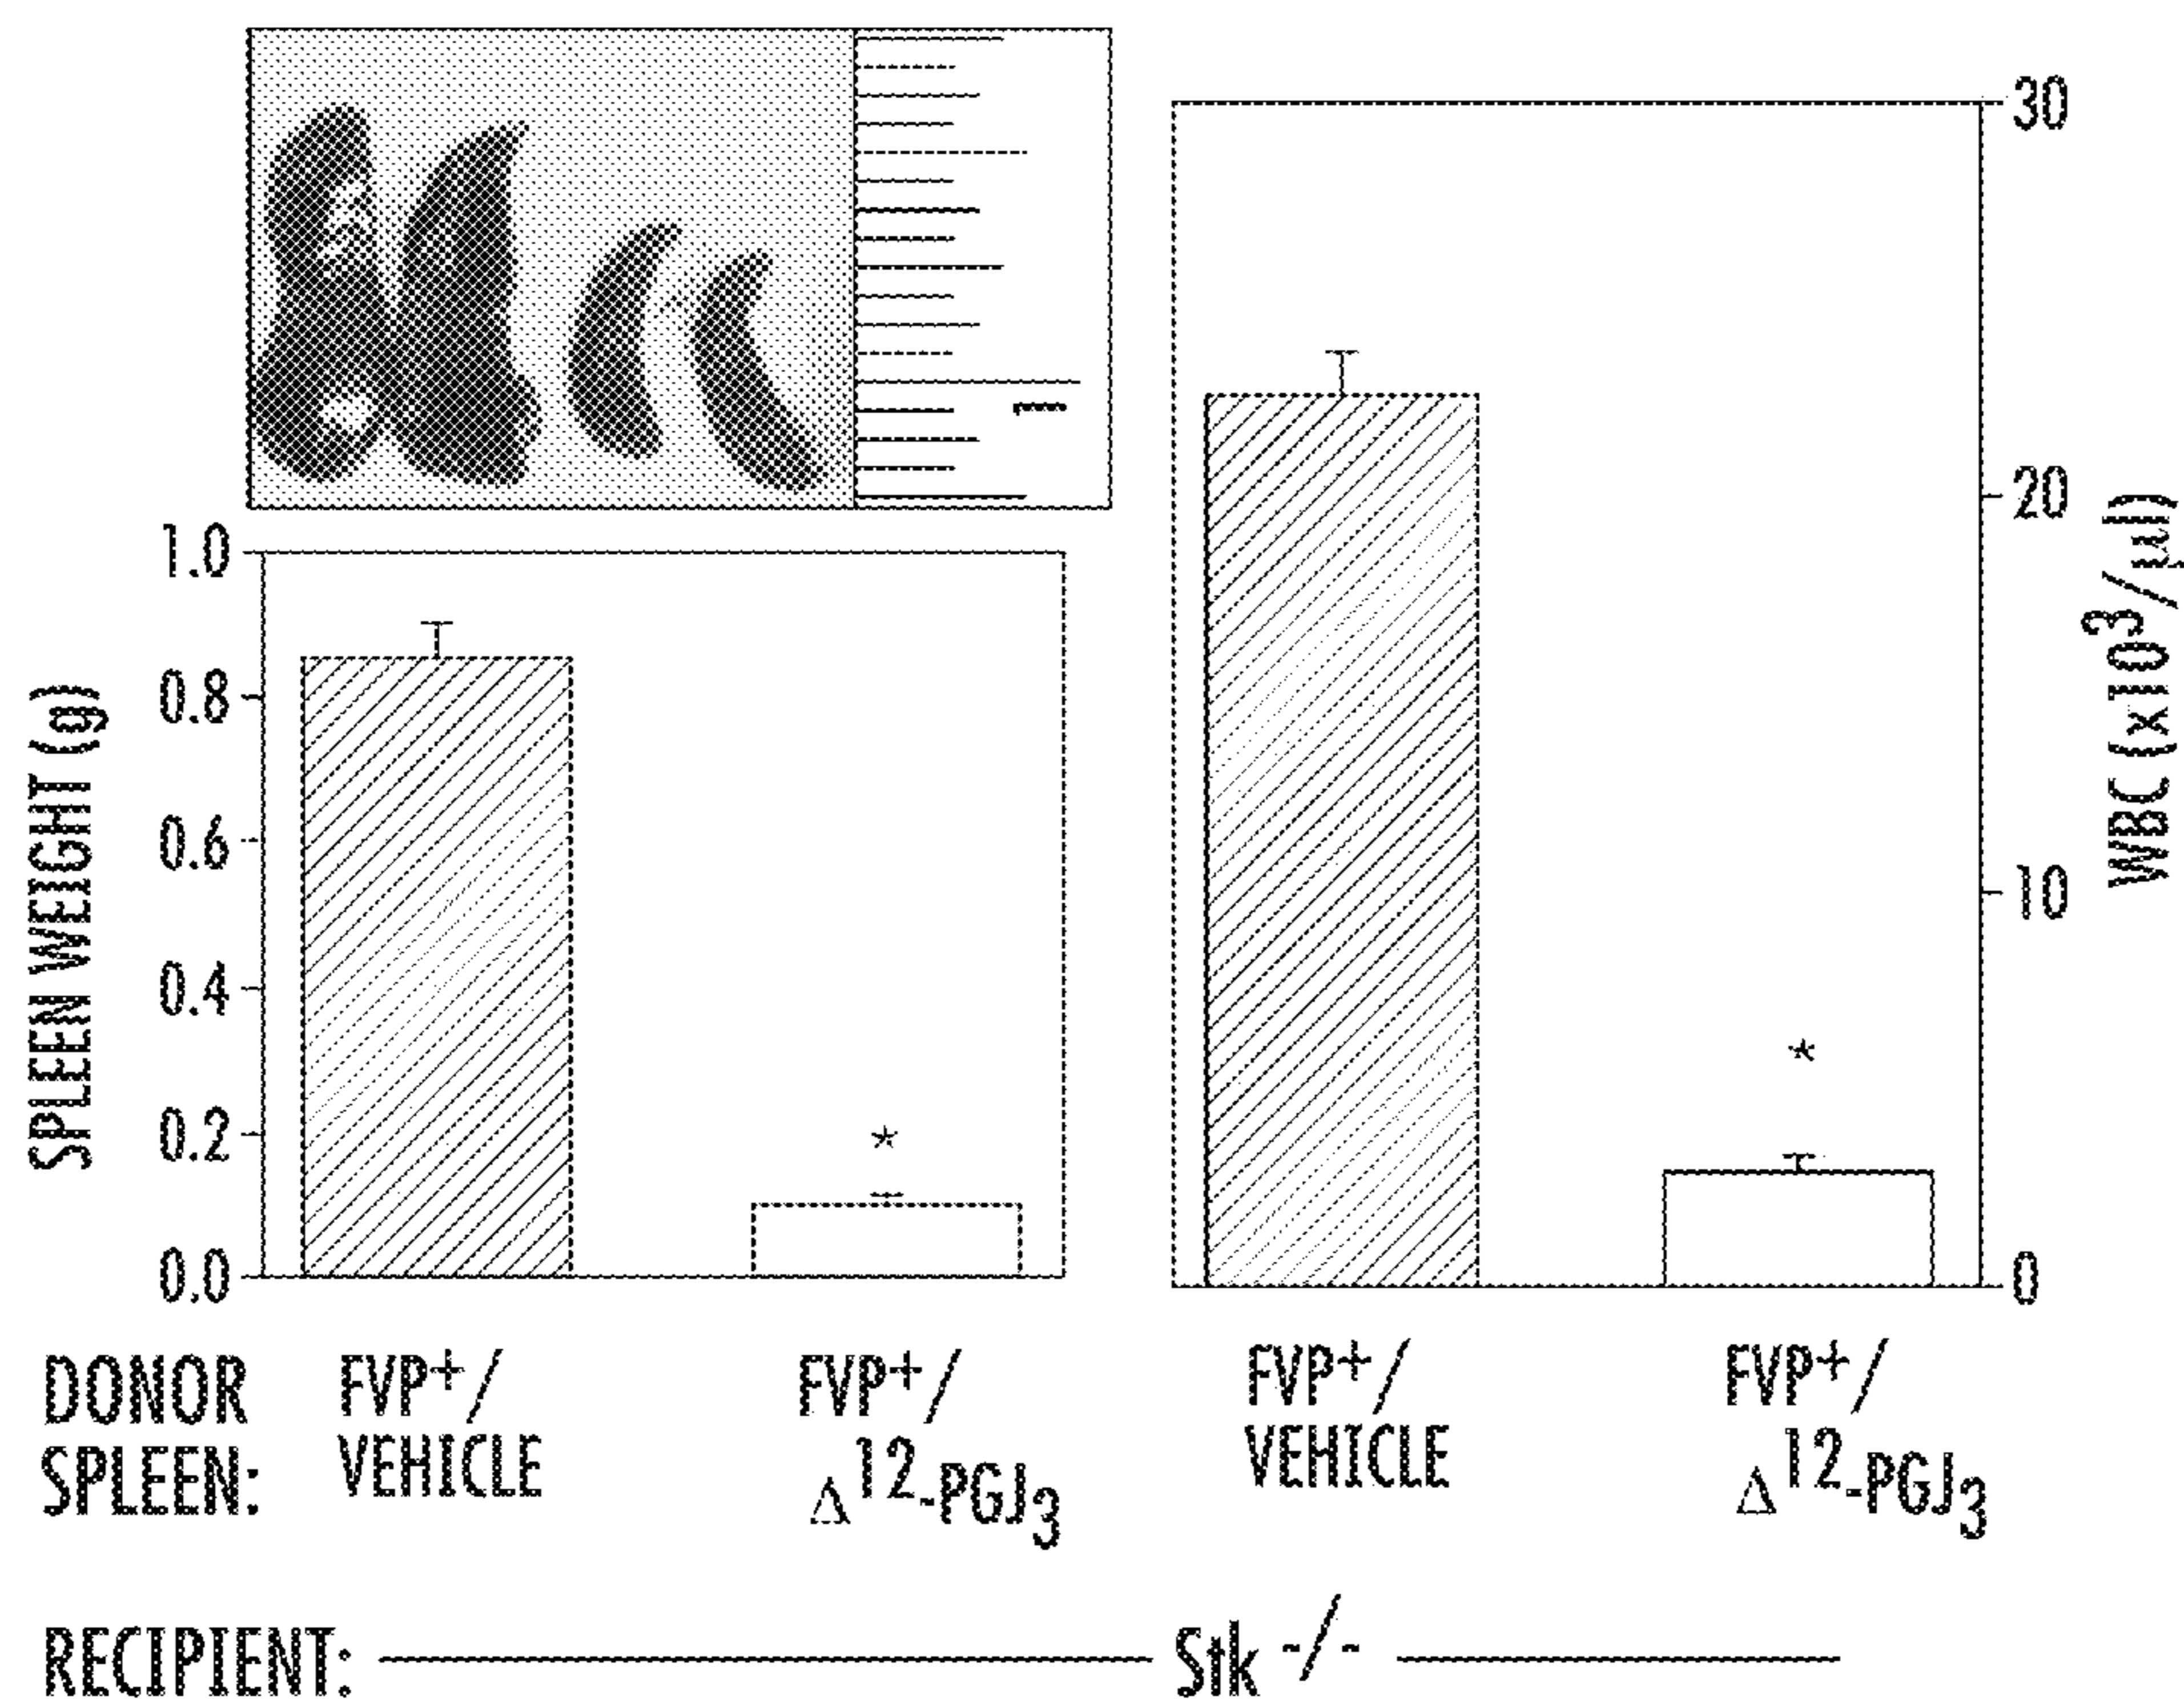 1
1.0
0.8
0.6
0.4
0.2
0.0
SPLEEN WEIGHT (g)
*
30
20
10
0
WBC (x10³/µl)
*
DONOR SPLEEN:
FVP⁺/ VEHICLE
FVP⁺/ Δ¹²-PGJ₃
FVP⁺/ VEHICLE
FVP⁺/ Δ¹²-PGJ₃
RECIPIENT: Stk -/-